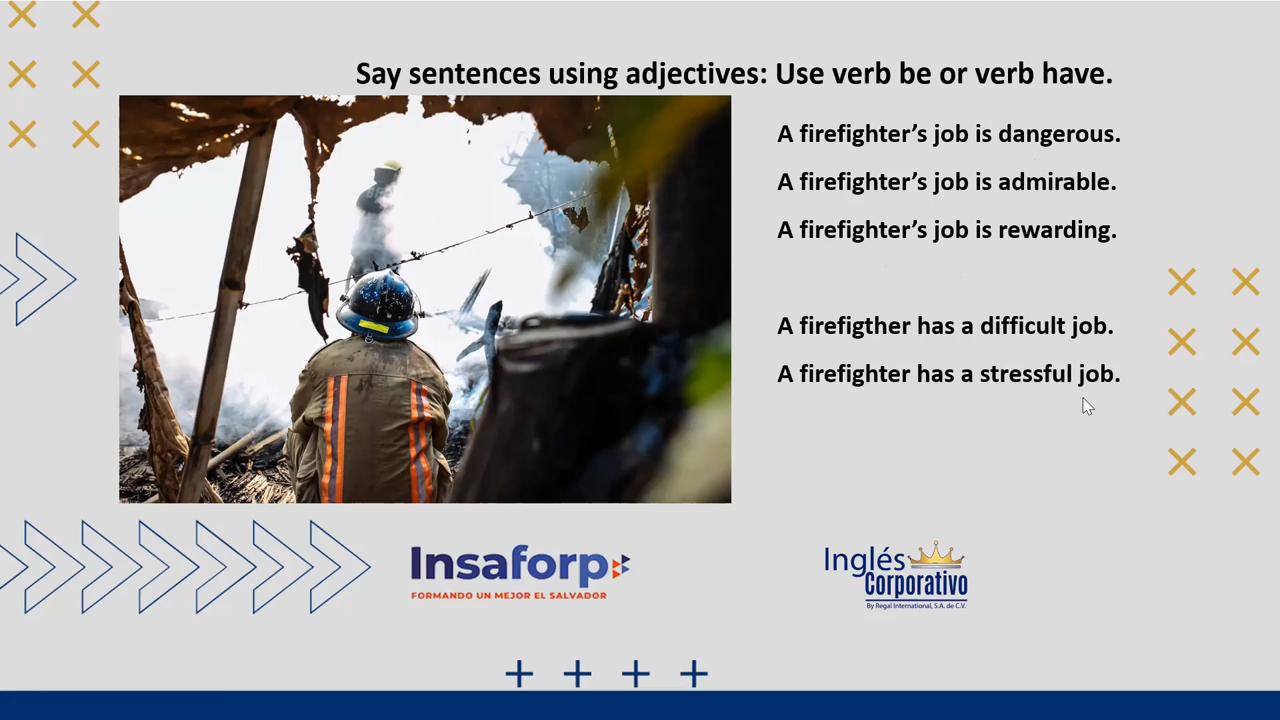 Say sentences using adjectives: Use verb be or verb have.
A firefighter’s job is dangerous.
A firefighter’s job is admirable.
A firefighter’s job is rewarding.
A firefigther has a difficult job.
A firefighter has a stressful job.
Insaforp
FORMANDO UN MEJOR EL SALVADOR
Inglés
Corporativo
By Regal International, S.A. de C.V.